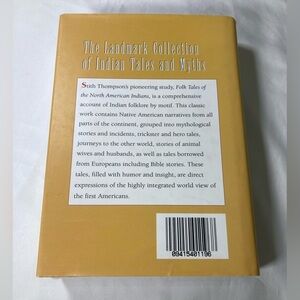 The Landmark Collection
of Indian Tales and Myths
Stith Thompson's pioneering study, Folk Tales of
the North American Indians, is a comprehensive
account of Indian folklore by motif. This classic
work contains Native American narratives from all
parts of the continent, grouped into mythological
stories and incidents, trickster and hero tales,
journeys to the other world, stories of animal
wives and husbands, as well as tales borrowed
from Europeans including Bible stories. These
tales, filled with humor and insight, are direct
expressions of the highly integrated world view of
the first Americans.
09415401196